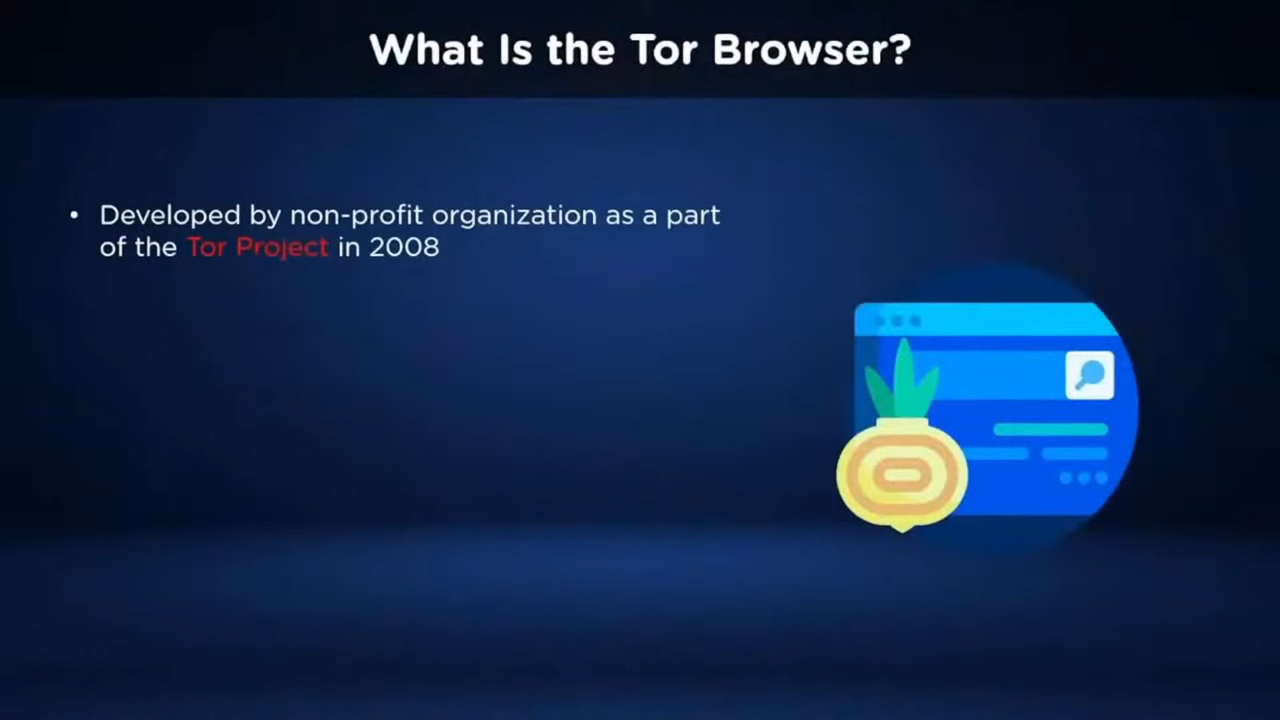 What Is the Tor Browser?
• Developed by non-profit organization as a part
of the Tor Project in 2008